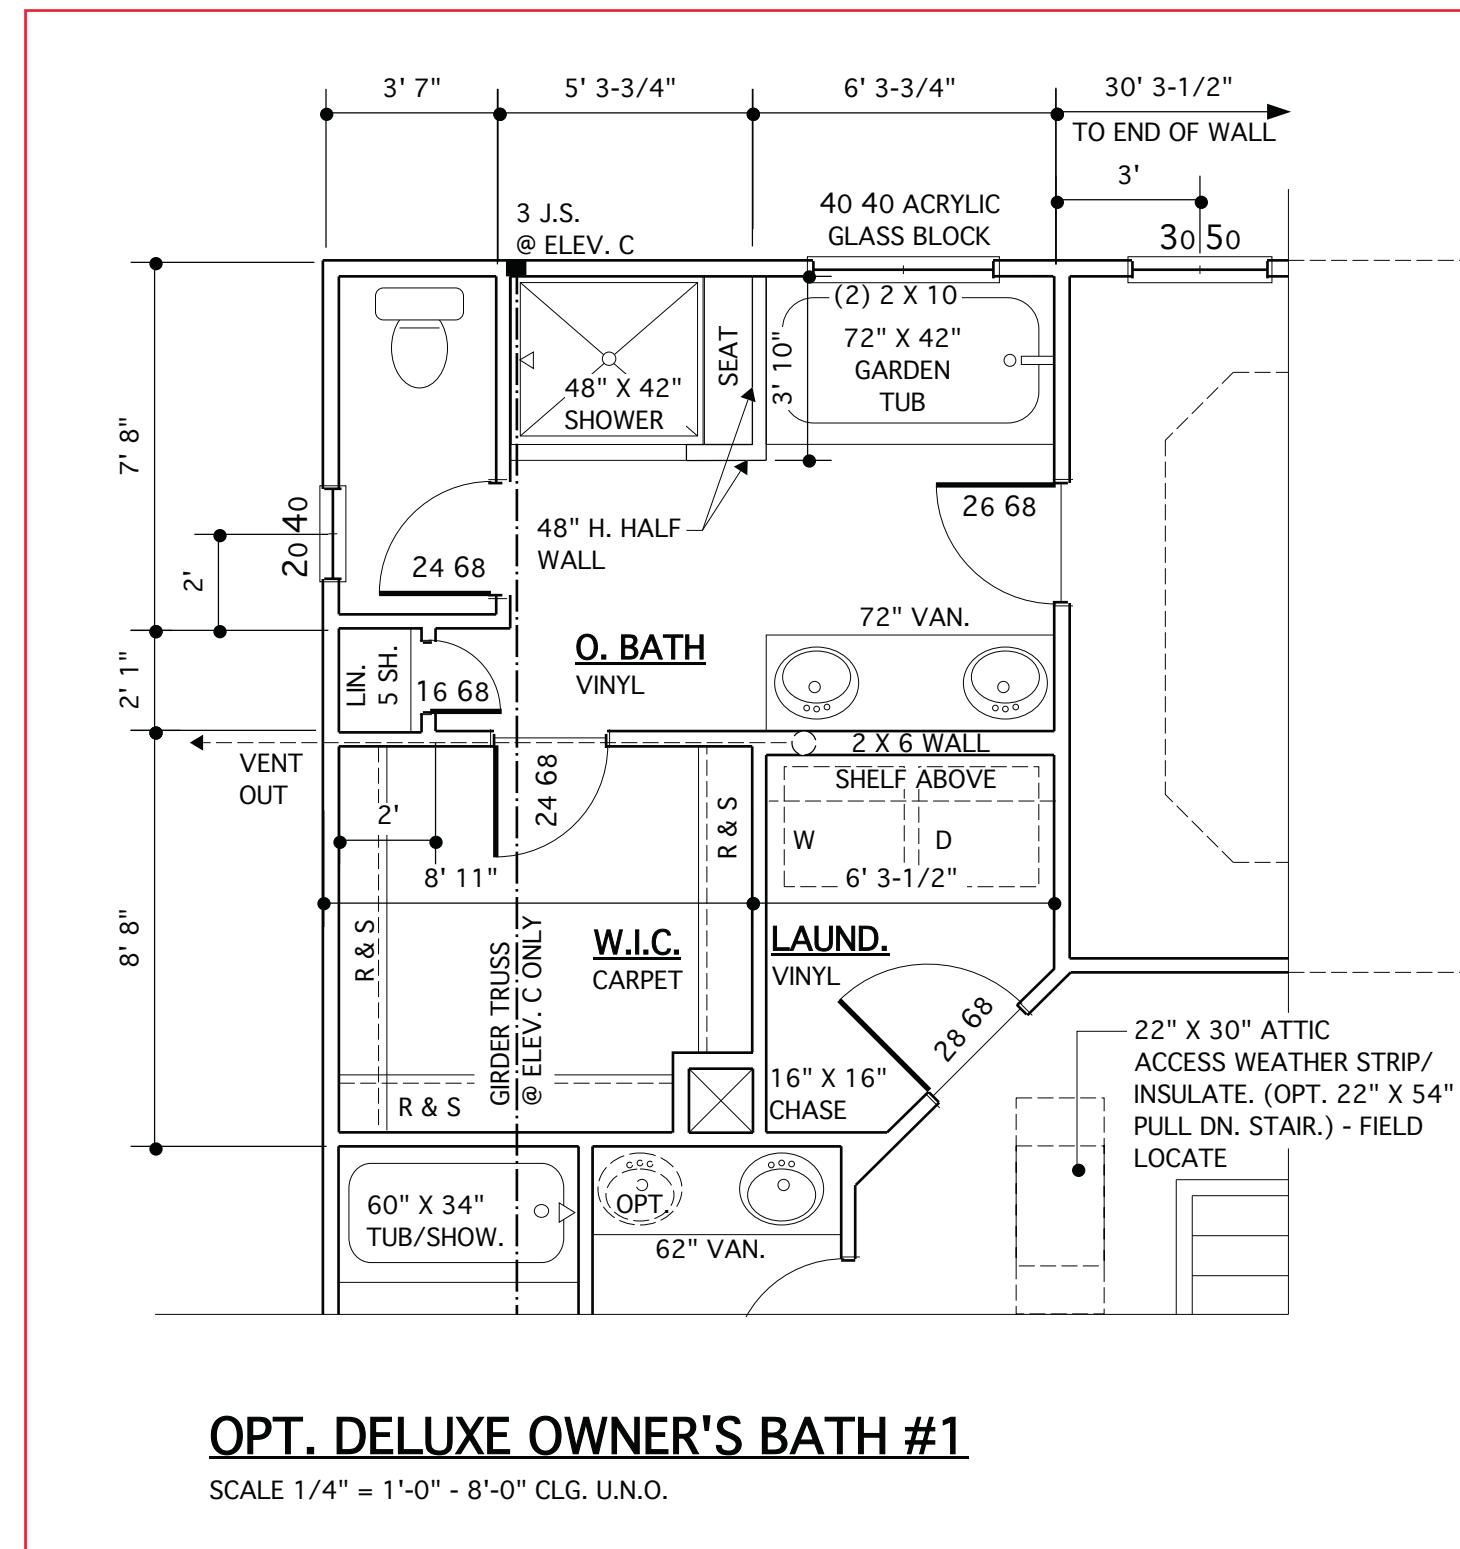 3' 7"
5' 3-3/4"
6' 3-3/4"
30' 3-1/2"
TO END OF WALL
3'
3 J.S.
@ ELEV. C
40 40 ACRYLIC
GLASS BLOCK
30 50
(2) 2 X 10
72" X 42"
GARDEN
TUB
3' 10"
SEAT
48" X 42"
SHOWER
7' 8"
20 40
2'
24 68
48" H. HALF
WALL
26 68
72" VAN.
O. BATH
VINYL
2' 1"
LIN.
5 SH.
16 68
VENT
OUT
2 X 6 WALL
SHELF ABOVE
W
D
6' 3-1/2"
24 68
2'
8' 11"
R & S
R & S
8' 8"
W.I.C.
CARPET
LAUND.
VINYL
GIRDER TRUSS
@ ELEV. C ONLY
28 68
R & S
16" X 16"
CHASE
22" X 30" ATTIC
ACCESS WEATHER STRIP/
INSULATE. (OPT. 22" X 54"
PULL DN. STAIR.) - FIELD
LOCATE
60" X 34"
TUB/SHOW.
OPT.
62" VAN.
OPT. DELUXE OWNER'S BATH #1
SCALE 1/4" = 1'-0" - 8'-0" CLG. U.N.O.